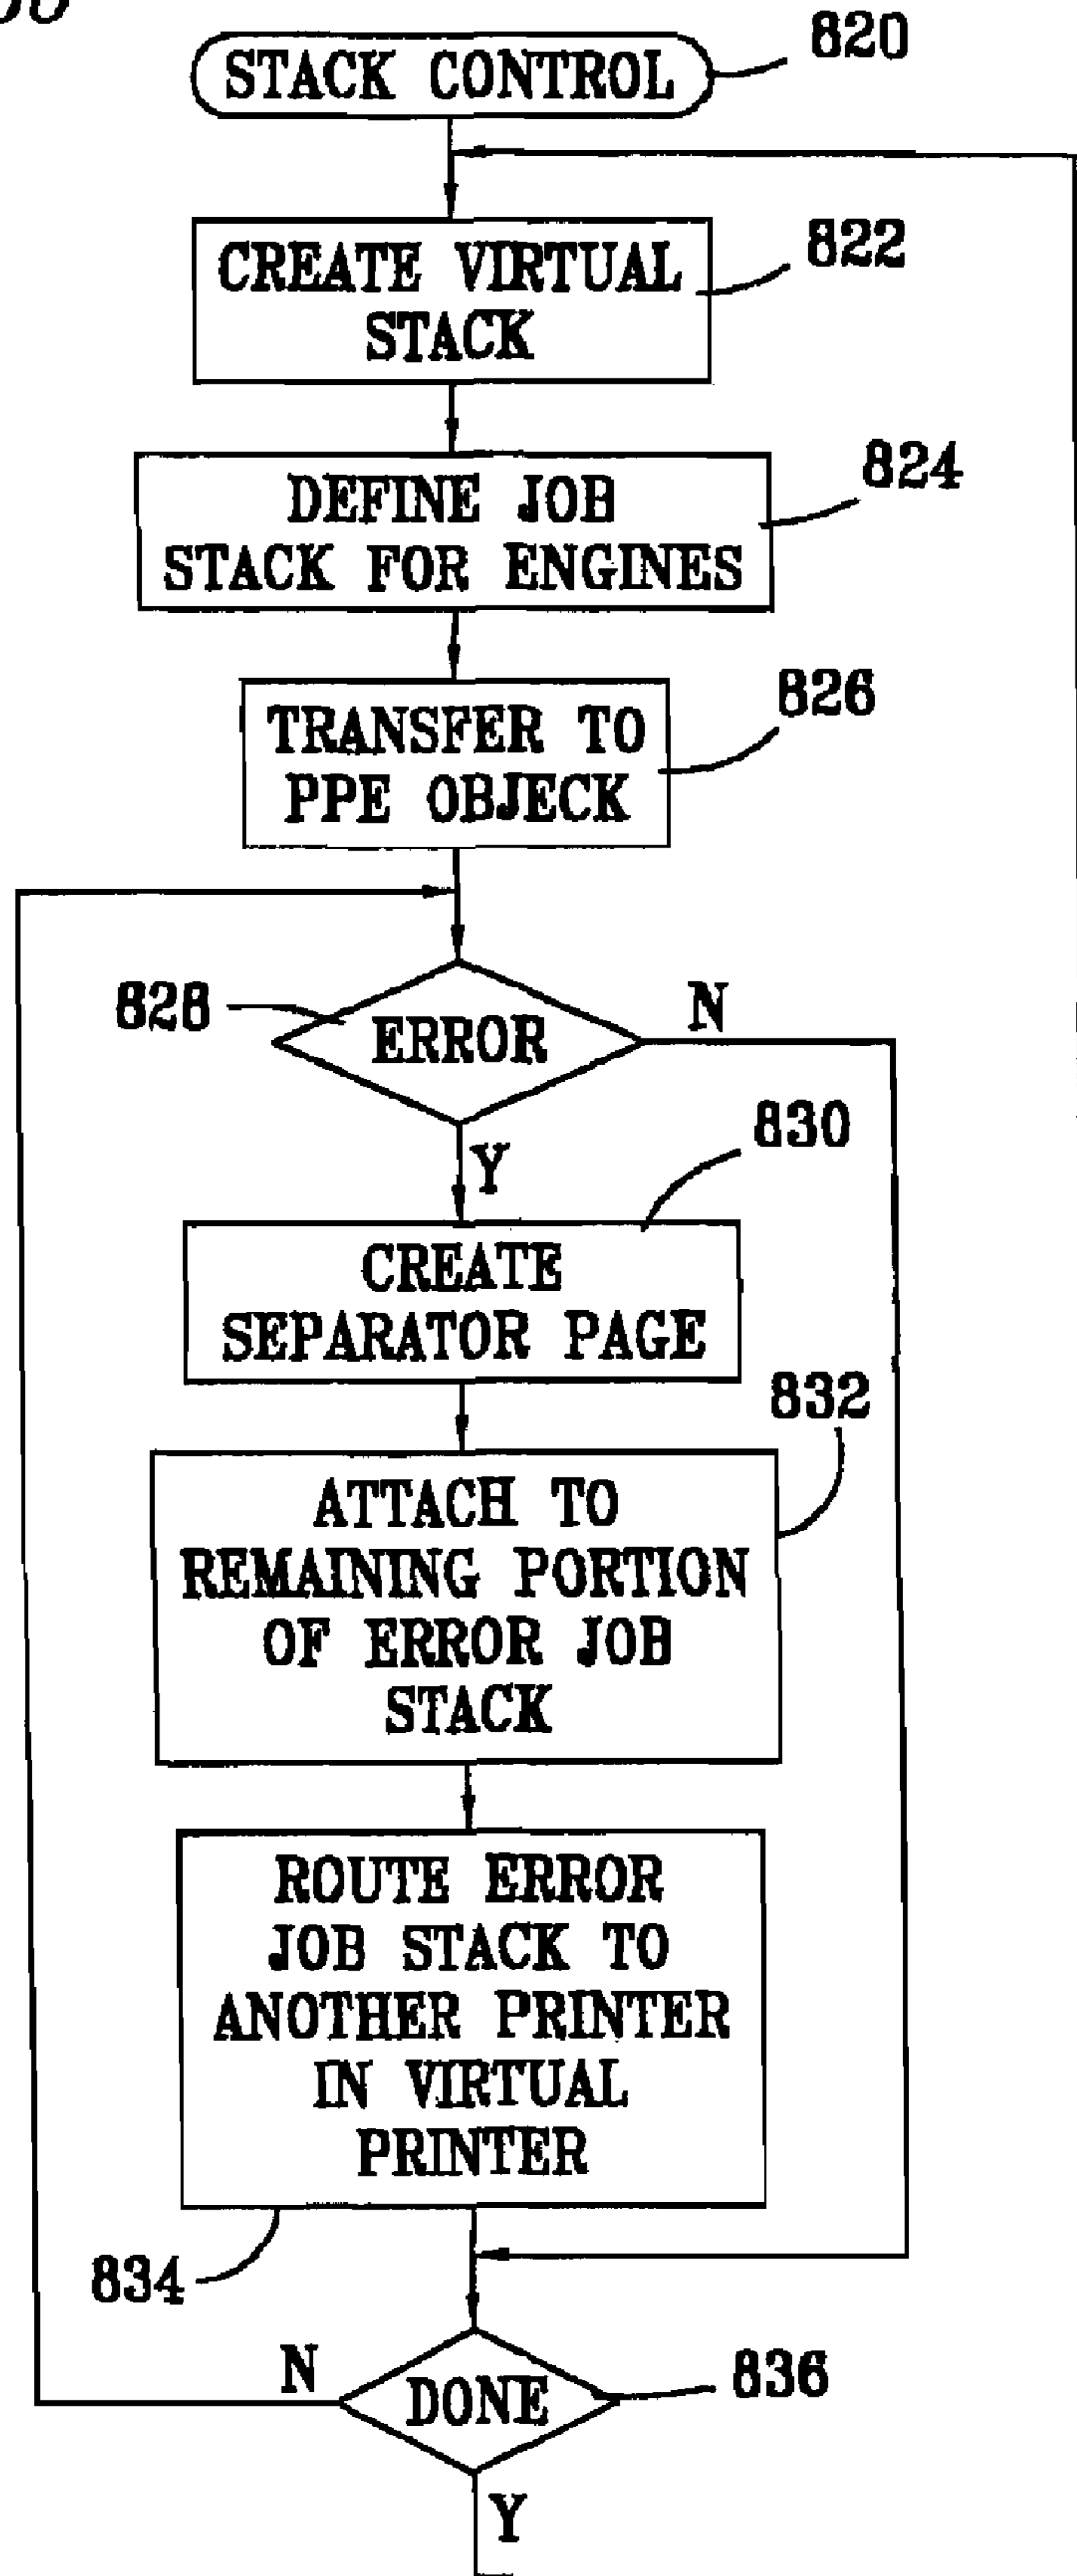 STACK CONTROL
820
CREATE VIRTUAL
STACK
822
DEFINE JOB
STACK FOR ENGINES
824
TRANSFER TO
PPE OBJECK
826
828
ERROR
N
Y
830
CREATE
SEPARATOR PAGE
832
ATTACH TO
REMAINING PORTION
OF ERROR JOB
STACK
ROUTE ERROR
JOB STACK TO
ANOTHER PRINTER
IN VIRTUAL
PRINTER
834
N
DONE
836
Y